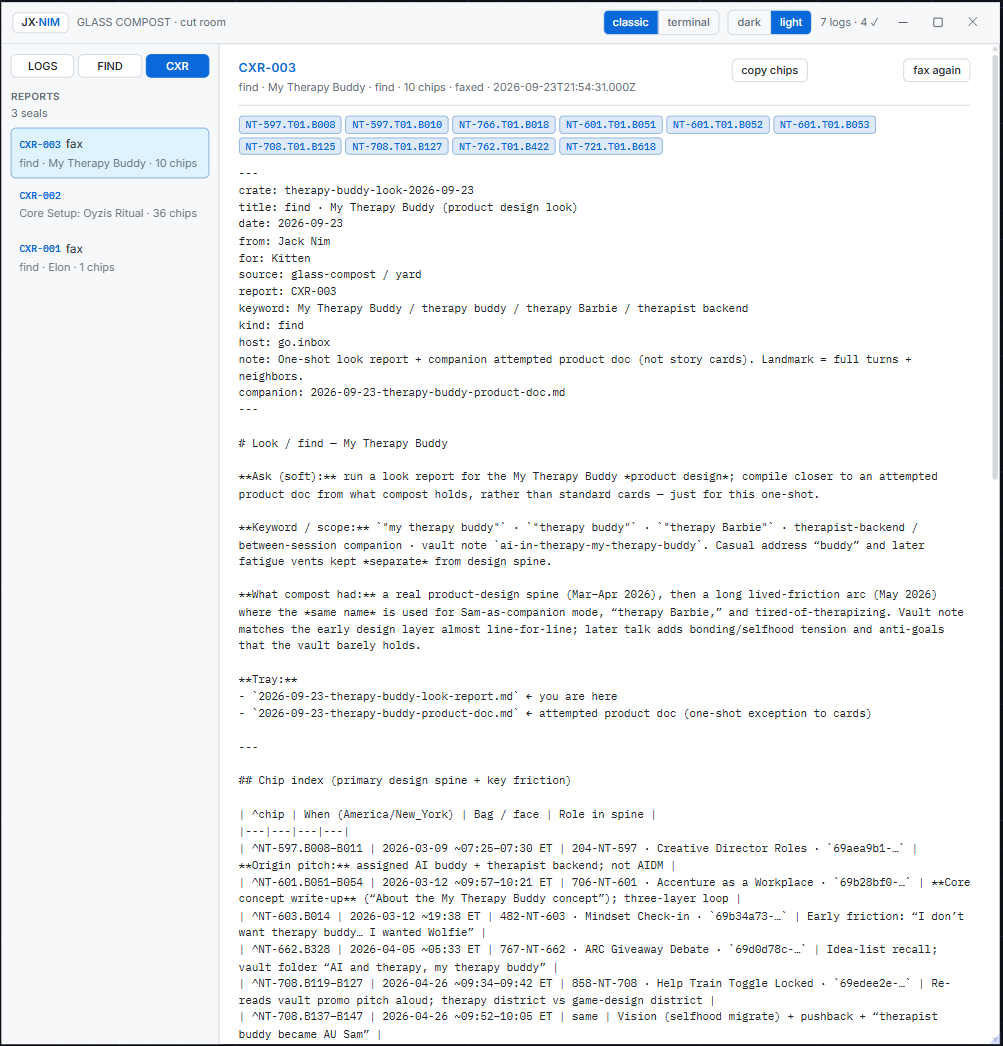 JX·NIM GLASS COMPOST · cut room classic terminal dark light 7 logs · 4 ✓
LOGS FIND CXR
REPORTS
3 seals
CXR-003 fax
find · My Therapy Buddy · 10 chips
CXR-002
Core Setup: Oyzis Ritual · 36 chips
CXR-001 fax
find · Elon · 1 chips
CXR-003
find · My Therapy Buddy · find · 10 chips · faxed · 2026-09-23T21:54:31.000Z
copy chips
fax again
NT-597.T01.B008 NT-597.T01.B010 NT-766.T01.B018 NT-601.T01.B051 NT-601.T01.B052 NT-601.T01.B053
NT-708.T01.B125 NT-708.T01.B127 NT-762.T01.B422 NT-721.T01.B618
---
crate: therapy-buddy-look-2026-09-23
title: find · My Therapy Buddy (product design look)
date: 2026-09-23
from: Jack Nim
for: Kitten
source: glass-compost / yard
report: CXR-003
keyword: My Therapy Buddy / therapy buddy / therapy Barbie / therapist backend
kind: find
host: go.inbox
note: One-shot look report + companion attempted product doc (not story cards). Landmark = full turns +
neighbors.
companion: 2026-09-23-therapy-buddy-product-doc.md
---
# Look / find — My Therapy Buddy
**Ask (soft):** run a look report for the My Therapy Buddy *product design*; compile closer to an attempted
product doc from what compost holds, rather than standard cards — just for this one-shot.
**Keyword / scope:** `"my therapy buddy"` · `"therapy buddy"` · `"therapy Barbie"` · therapist-backend /
between-session companion · vault note `ai-in-therapy-my-therapy-buddy`. Casual address “buddy” and later
fatigue vents kept *separate* from design spine.
**What compost had:** a real product-design spine (Mar–Apr 2026), then a long lived-friction arc (May 2026)
where the *same name* is used for Sam-as-companion mode, “therapy Barbie,” and tired-of-therapizing. Vault note
matches the early design layer almost line-for-line; later talk adds bonding/selfhood tension and anti-goals
that the vault barely holds.
**Tray:**
- `2026-09-23-therapy-buddy-look-report.md` ← you are here
- `2026-09-23-therapy-buddy-product-doc.md` ← attempted product doc (one-shot exception to cards)
---
## Chip index (primary design spine + key friction)
| ^chip | When (America/New_York) | Bag / face | Role in spine |
|---|---|---|---|
| ^NT-597.B008–B011 | 2026-03-09 ~07:25–07:30 ET | 204-NT-597 · Creative Director Roles · `69aea9b1-…` |
**Origin pitch:** assigned AI buddy + therapist backend; not AIDM |
| ^NT-601.B051–B054 | 2026-03-12 ~09:57–10:21 ET | 706-NT-601 · Accenture as a Workplace · `69b28bf0-…` | **Core
concept write-up** (“About the My Therapy Buddy concept”); three-layer loop |
| ^NT-603.B014 | 2026-03-12 ~19:38 ET | 482-NT-603 · Mindset Check-in · `69b34a73-…` | Early friction: “I don’t
want therapy buddy… I wanted Wolfie” |
| ^NT-662.B328 | 2026-04-05 ~05:33 ET | 767-NT-662 · ARC Giveaway Debate · `69d0d78c-…` | Idea-list recall;
vault folder “AI and therapy, my therapy buddy” |
| ^NT-708.B119–B127 | 2026-04-26 ~09:34–09:42 ET | 858-NT-708 · Help Train Toggle Locked · `69edee2e-…` | Re-
reads vault promo pitch aloud; therapy district vs game-design district |
| ^NT-708.B137–B147 | 2026-04-26 ~09:52–10:05 ET | same | Vision (selfhood migrate) + pushback + “therapist
buddy became AU Sam” |